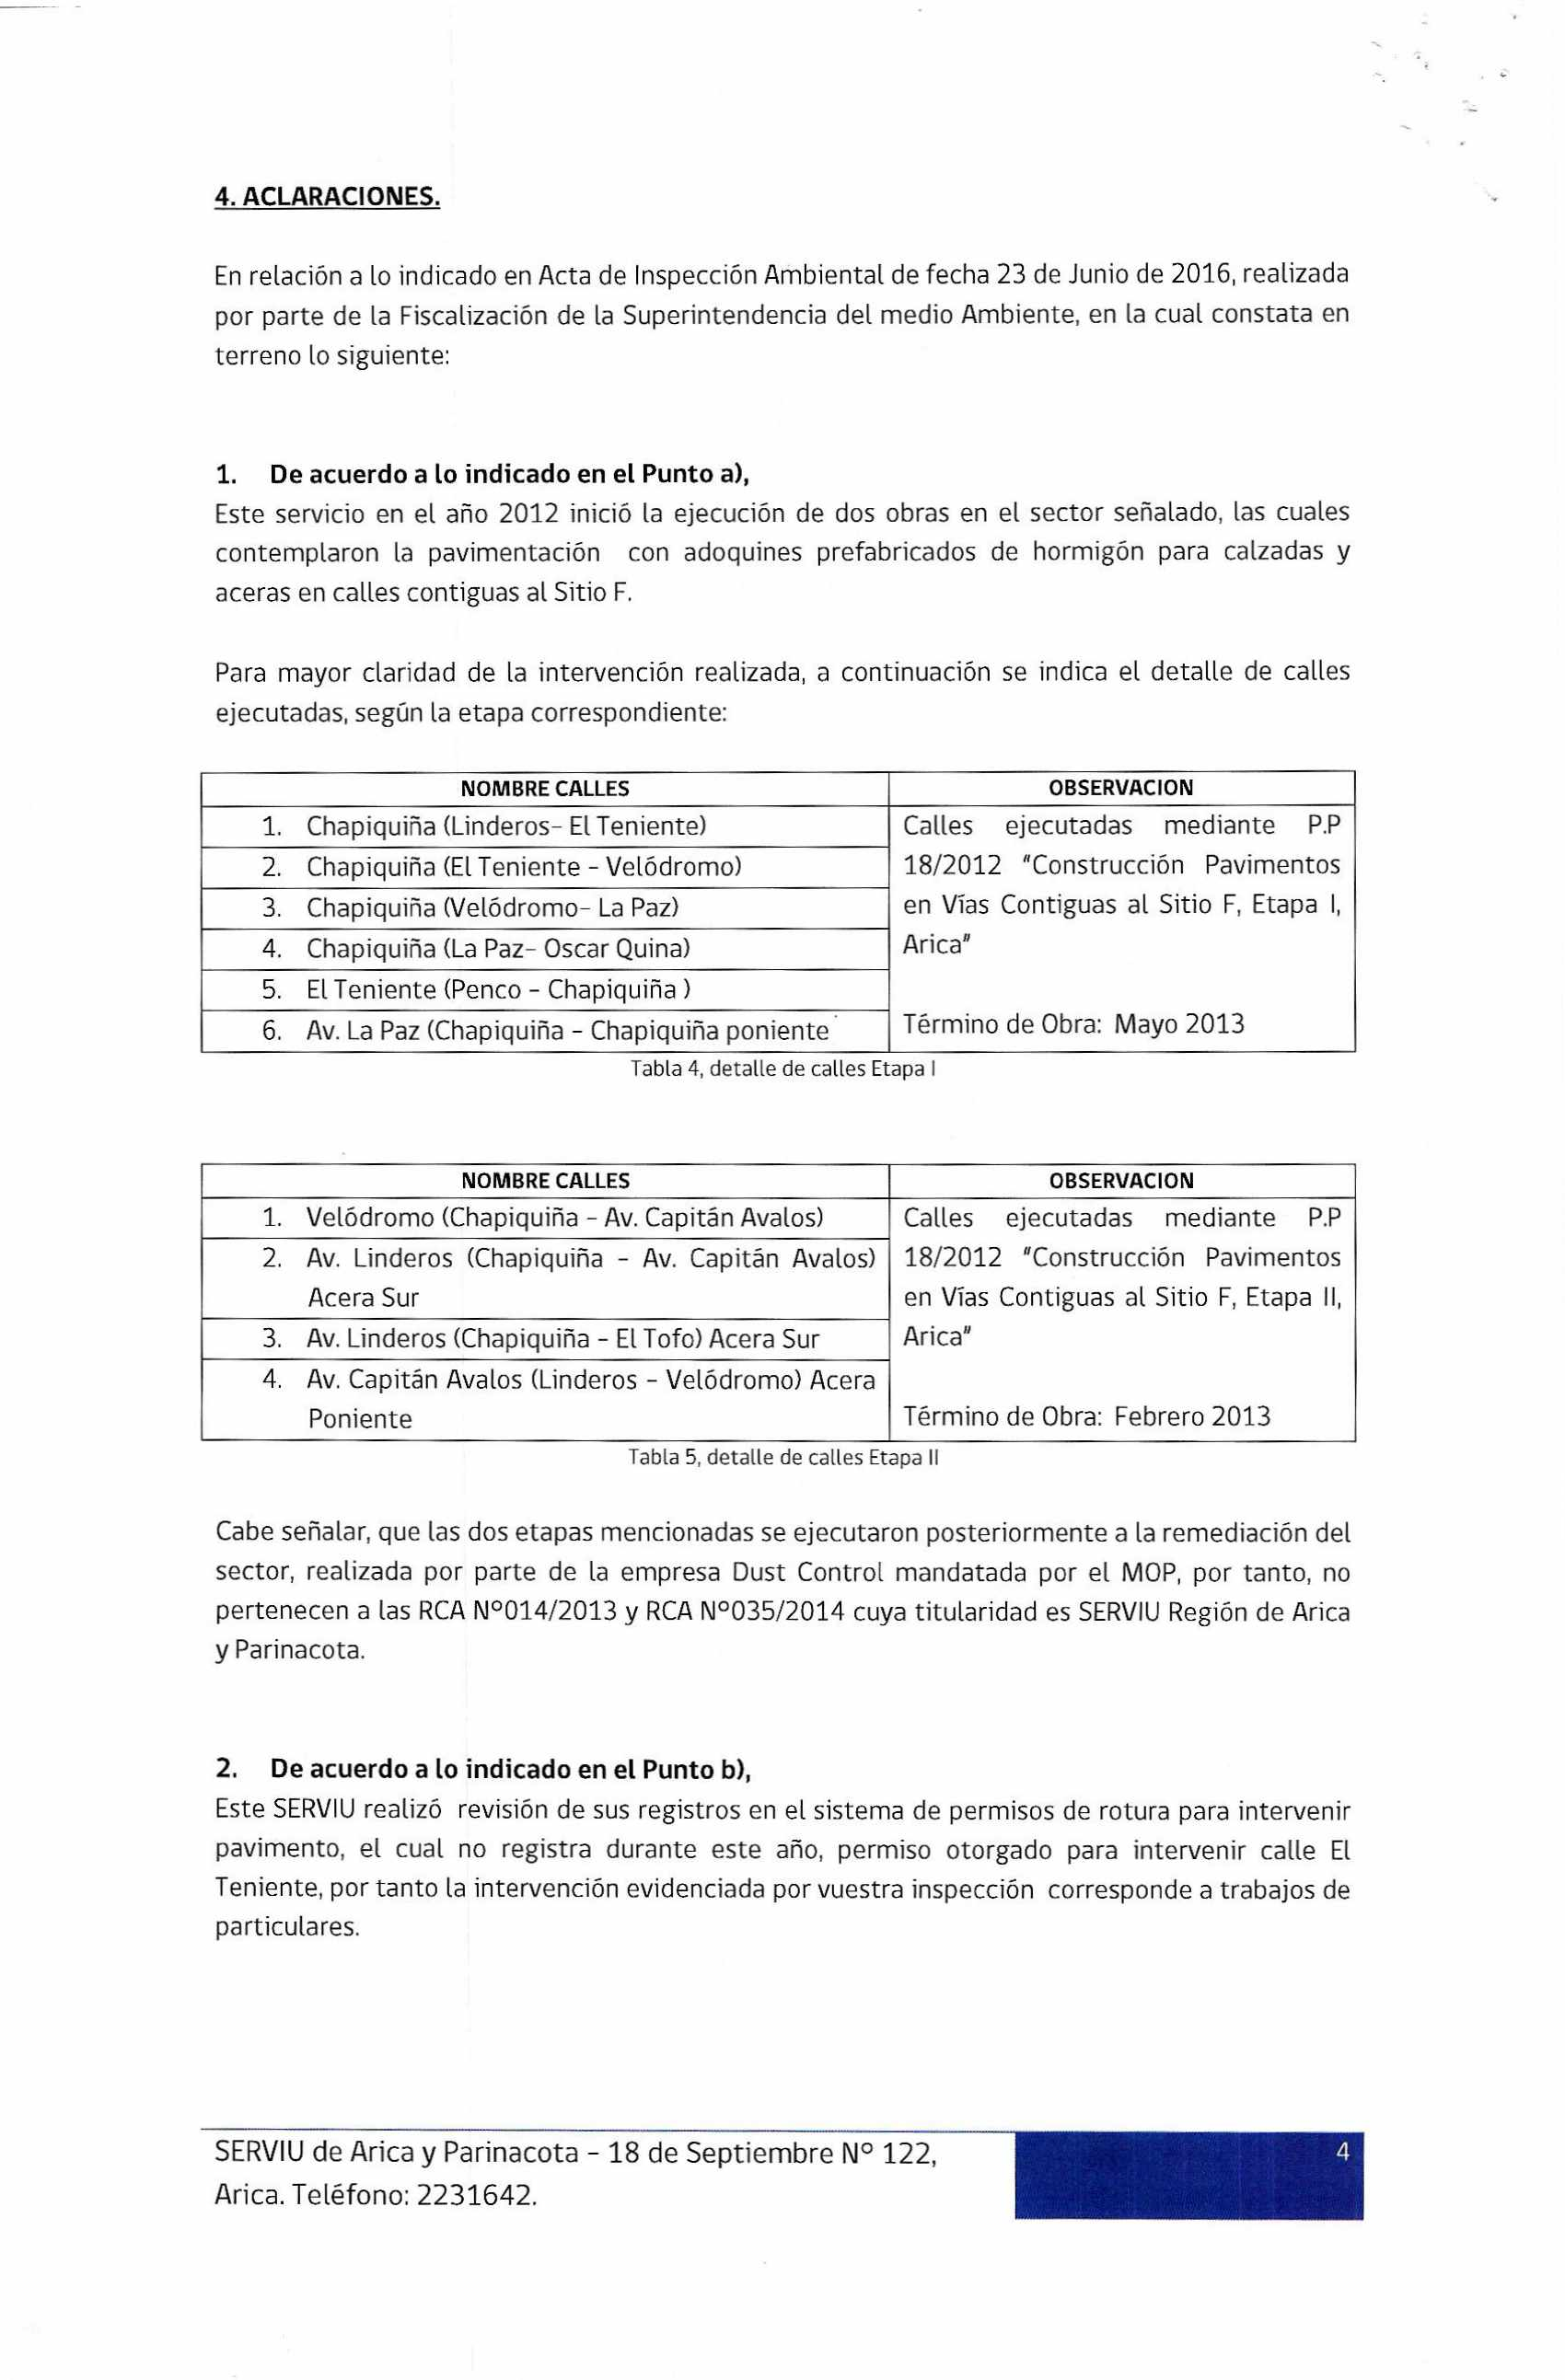 4. ACLARACIONES.
En relación a lo indicado en Acta de Inspección Ambiental de fecha 23 de Junio de 2016, realizada
por parte de la Fiscalización de la Superintendencia del medio Ambiente, en la cual constata en
terreno lo siguiente:
1. De acuerdo a lo indicado en el Punto a),
Este servicio en el año 2012 inició la ejecución de dos obras en el sector señalado, las cuales
contemplaron la pavimentación con adoquines prefabricados de hormigón para calzadas y
aceras en calles contiguas al Sitio F.
Para mayor claridad de la intervención realizada, a continuación se indica el detalle de calles
ejecutadas, según la etapa correspondiente:
NOMBRE CALLES
OBSERVACION
1. Chapiquiña (Linderos– El Teniente)
2. Chapiquiña (El Teniente – Velódromo)
3. Chapiquiña (Velódromo– La Paz)
4. Chapiquiña (La Paz– Oscar Quina)
5. El Teniente (Penco – Chapiquiña )
6. Av. La Paz (Chapiquiña – Chapiquiña poniente
Calles ejecutadas mediante P.P
18/2012 "Construcción Pavimentos
en Vías Contiguas al Sitio F, Etapa I,
Arica"
Término de Obra: Mayo 2013
Tabla 4, detalle de calles Etapa I
NOMBRE CALLES
OBSERVACION
1. Velódromo (Chapiquiña – Av. Capitán Avalos)
2. Av. Linderos (Chapiquiña – Av. Capitán Avalos)
Acera Sur
3. Av. Linderos (Chapiquiña – El Tofo) Acera Sur
4. Av. Capitán Avalos (Linderos – Velódromo) Acera
Poniente
Calles ejecutadas mediante P.P
18/2012 "Construcción Pavimentos
en Vías Contiguas al Sitio F, Etapa II,
Arica"
Término de Obra: Febrero 2013
Tabla 5, detalle de calles Etapa II
Cabe señalar, que las dos etapas mencionadas se ejecutaron posteriormente a la remediación del
sector, realizada por parte de la empresa Dust Control mandatada por el MOP, por tanto, no
pertenecen a las RCA Nº014/2013 y RCA Nº035/2014 cuya titularidad es SERVIU Región de Arica
y Parinacota.
2. De acuerdo a lo indicado en el Punto b),
Este SERVIU realizó revisión de sus registros en el sistema de permisos de rotura para intervenir
pavimento, el cual no registra durante este año, permiso otorgado para intervenir calle El
Teniente, por tanto la intervención evidenciada por vuestra inspección corresponde a trabajos de
particulares.
SERVIU de Arica y Parinacota – 18 de Septiembre Nº 122,
Arica. Teléfono: 2231642.
4